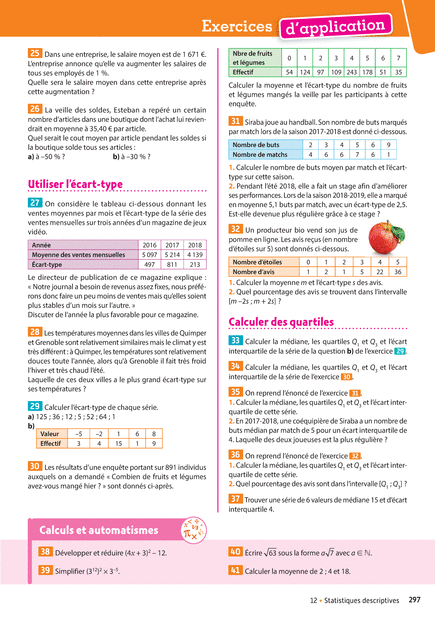 Exercices d'application
25 Dans une entreprise, le salaire moyen est de 1 671 €.
L'entreprise annonce qu'elle va augmenter les salaires de
tous ses employés de 1 %.
Quelle sera le salaire moyen dans cette entreprise après
cette augmentation ?
26 La veille des soldes, Esteban a repéré un certain
nombre d'articles dans une boutique dont l'achat lui revien-
drait en moyenne à 35,40 € par article.
Quel serait le cout moyen par article pendant les soldes si
la boutique solde tous ses articles :
a) à –50 % ? b) à –30 % ?
Utiliser l'écart-type
27 On considère le tableau ci-dessous donnant les
ventes moyennes par mois et l'écart-type de la série des
ventes mensuelles sur trois années d'un magazine de jeux
vidéo.
Année 2016 2017 2018
Moyenne des ventes mensuelles 5 097 5 214 4 139
Écart-type 497 811 213
Le directeur de publication de ce magazine explique :
« Notre journal a besoin de revenus assez fixes, nous préfé-
rons donc faire un peu moins de ventes mais qu'elles soient
plus stables d'un mois sur l'autre. »
Discuter de l'année la plus favorable pour ce magazine.
28 Les températures moyennes dans les villes de Quimper
et Grenoble sont relativement similaires mais le climat y est
très différent : à Quimper, les températures sont relativement
douces toute l'année, alors qu'à Grenoble il fait très froid
l'hiver et très chaud l'été.
Laquelle de ces deux villes a le plus grand écart-type sur
ses températures ?
29 Calculer l'écart-type de chaque série.
a) 125 ; 36 ; 12 ; 5 ; 52 ; 64 ; 1
b)
Valeur –5 –2 1 6 8
Effectif 3 4 15 1 9
30 Les résultats d'une enquête portant sur 891 individus
auxquels on a demandé « Combien de fruits et légumes
avez-vous mangé hier ? » sont donnés ci-après.
Nbre de fruits
et légumes 0 1 2 3 4 5 6 7
Effectif 54 124 97 109 243 178 51 35
Calculer la moyenne et l'écart-type du nombre de fruits
et légumes mangés la veille par les participants à cette
enquête.
31 Siraba joue au handball. Son nombre de buts marqués
par match lors de la saison 2017-2018 est donné ci-dessous.
Nombre de buts 2 3 4 5 6 9
Nombre de matchs 4 6 6 7 6 1
1. Calculer le nombre de buts moyen par match et l'écart-
type sur cette saison.
2. Pendant l'été 2018, elle a fait un stage afin d'améliorer
ses performances. Lors de la saison 2018-2019, elle a marqué
en moyenne 5,1 buts par match, avec un écart-type de 2,5.
Est-elle devenue plus régulière grâce à ce stage ?
32 Un producteur bio vend son jus de
pomme en ligne. Les avis reçus (en nombre
d'étoiles sur 5) sont donnés ci-dessous.
Nombre d'étoiles 0 1 2 3 4 5
Nombre d'avis 1 2 1 5 22 36
1. Calculer la moyenne m et l'écart-type s des avis.
2. Quel pourcentage des avis se trouvent dans l'intervalle
[m –2s ; m + 2s] ?
Calculer des quartiles
33 Calculer la médiane, les quartiles Q1 et Q3 et l'écart
interquartile de la série de la question b) de l'exercice 29.
34 Calculer la médiane, les quartiles Q1 et Q3 et l'écart
interquartile de la série de l'exercice 30.
35 On reprend l'énoncé de l'exercice 31.
1. Calculer la médiane, les quartiles Q1 et Q3 et l'écart inter-
quartile de cette série.
2. En 2017-2018, une coéquipière de Siraba a un nombre de
buts médian par match de 5 pour un écart interquartile de
4. Laquelle des deux joueuses est la plus régulière ?
36 On reprend l'énoncé de l'exercice 32.
1. Calculer la médiane, les quartiles Q1 et Q3 et l'écart inter-
quartile de cette série.
2. Quel pourcentage des avis sont dans l'intervalle [Q1 ; Q3] ?
37 Trouver une série de 6 valeurs de médiane 15 et d'écart
interquartile 4.
Calculs et automatismes
38 Développer et réduire (4x + 3)² – 12.
39 Simplifier (3¹²)² × 3⁻⁵.
40 Écrire √63 sous la forme a√7 avec a ∈ ℕ.
41 Calculer la moyenne de 2 ; 4 et 18.
12 • Statistiques descriptives 297